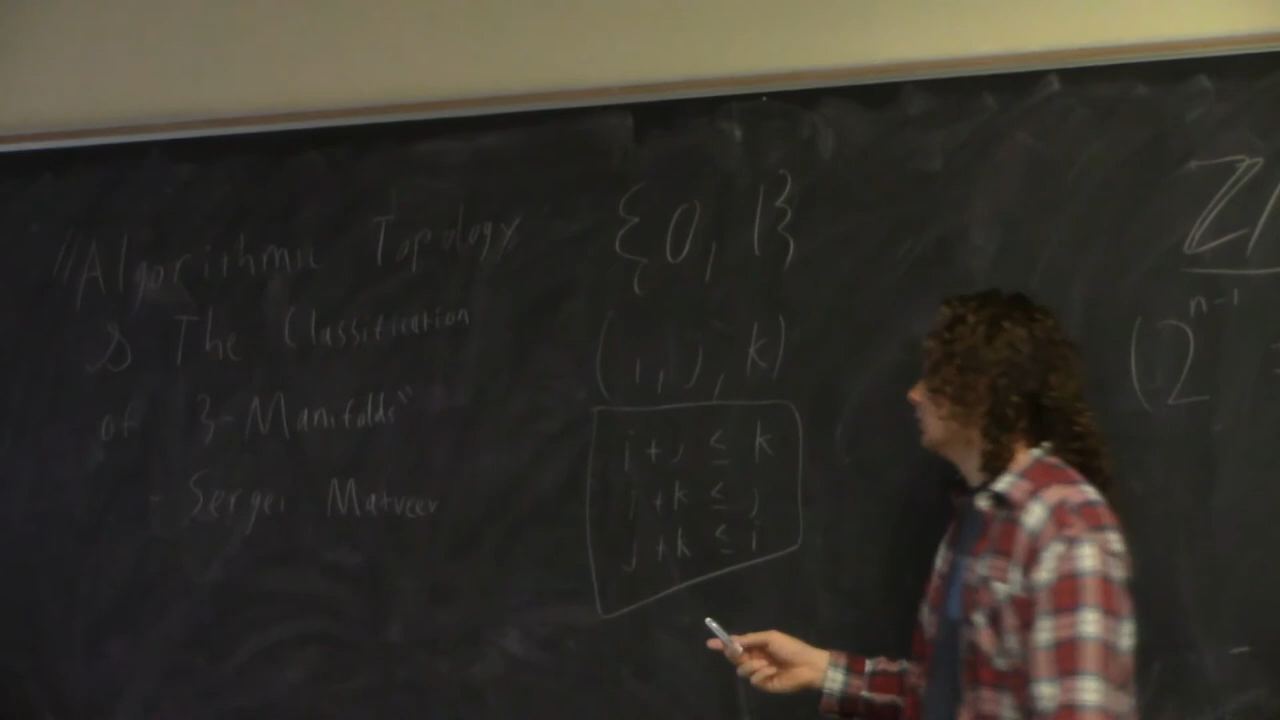 "Algorithmic Topology
& The Classification
of 3-Manifolds"
- Sergei Matveev
{0, 1}
(i, j, k)
i + j ≤ k
i + k ≤ j
j + k ≤ i
Z/
(2^{n-1}